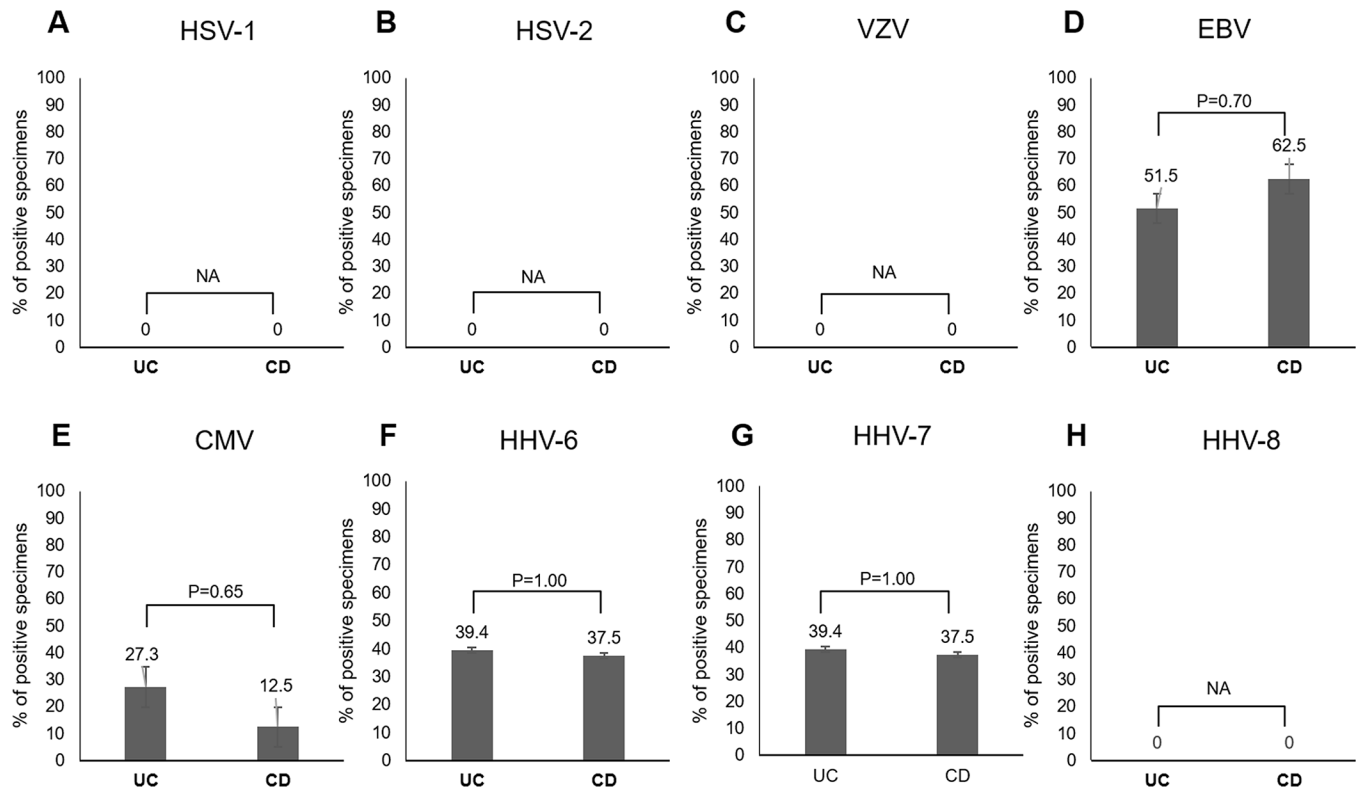 A
HSV-1
% of positive specimens
100
90
80
70
60
50
40
30
20
10
0
NA
0
0
UC
CD
B
HSV-2
% of positive specimens
100
90
80
70
60
50
40
30
20
10
0
NA
0
0
UC
CD
C
VZV
% of positive specimens
100
90
80
70
60
50
40
30
20
10
0
NA
0
0
UC
CD
D
EBV
% of positive specimens
100
90
80
70
60
50
40
30
20
10
0
P=0.70
51.5
62.5
UC
CD
E
CMV
% of positive specimens
100
90
80
70
60
50
40
30
20
10
0
P=0.65
27.3
12.5
UC
CD
F
HHV-6
% of positive specimens
100
90
80
70
60
50
40
30
20
10
0
P=1.00
39.4
37.5
UC
CD
G
HHV-7
% of positive specimens
100
90
80
70
60
50
40
30
20
10
0
P=1.00
39.4
37.5
UC
CD
H
HHV-8
% of positive specimens
100
90
80
70
60
50
40
30
20
10
0
NA
0
0
UC
CD